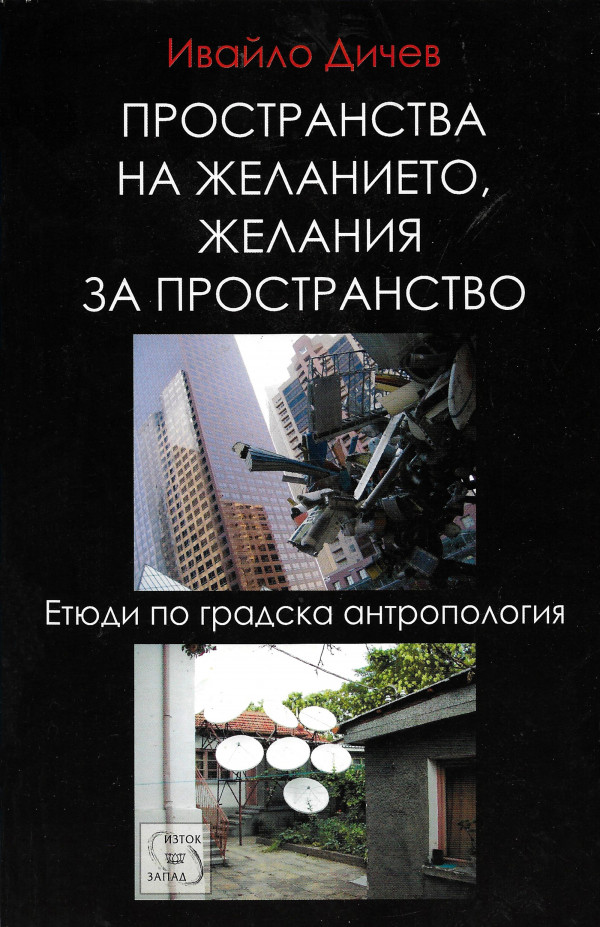 Ивайло Дичев
ПРОСТРАНСТВА
НА ЖЕЛАНИЕТО,
ЖЕЛАНИЯ
ЗА ПРОСТРАНСТВО
Етюди по градска антропология
ИЗТОК
ЗАПАД